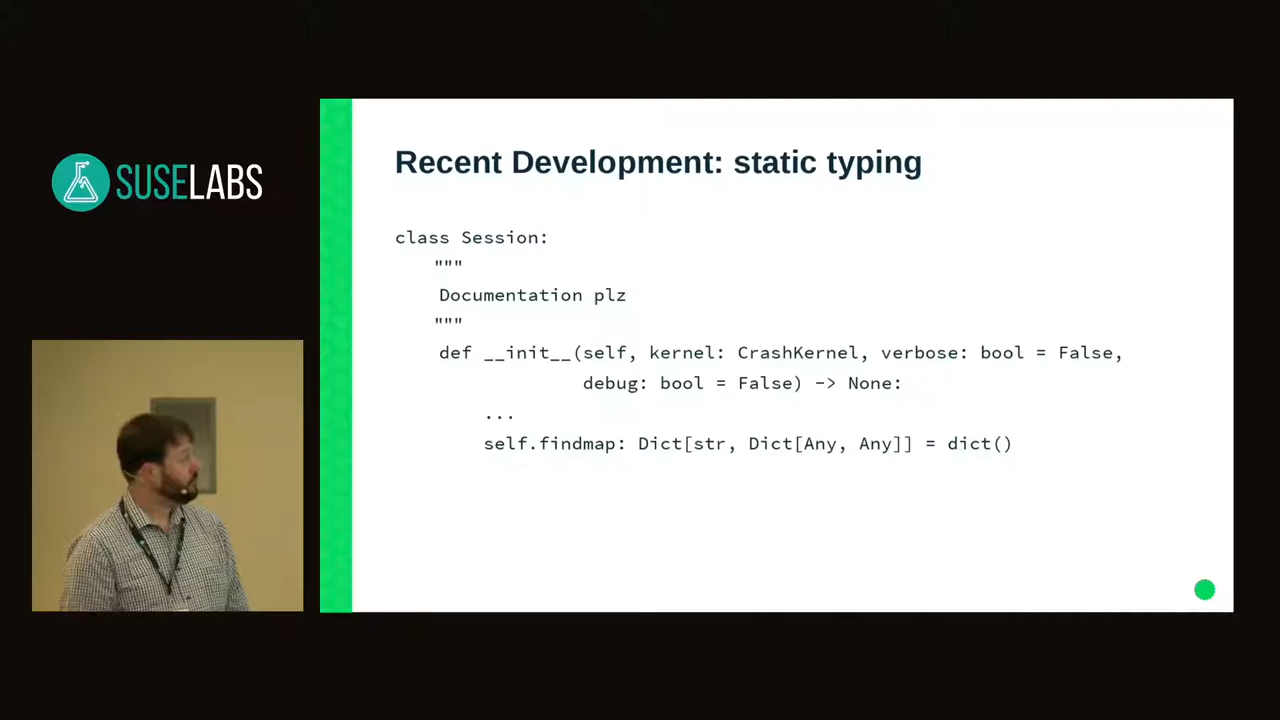 SUSELABS
Recent Development: static typing
class Session:
"""
Documentation plz
"""
def __init__(self, kernel: CrashKernel, verbose: bool = False,
debug: bool = False) -> None:
...
self.findmap: Dict[str, Dict[Any, Any]] = dict()